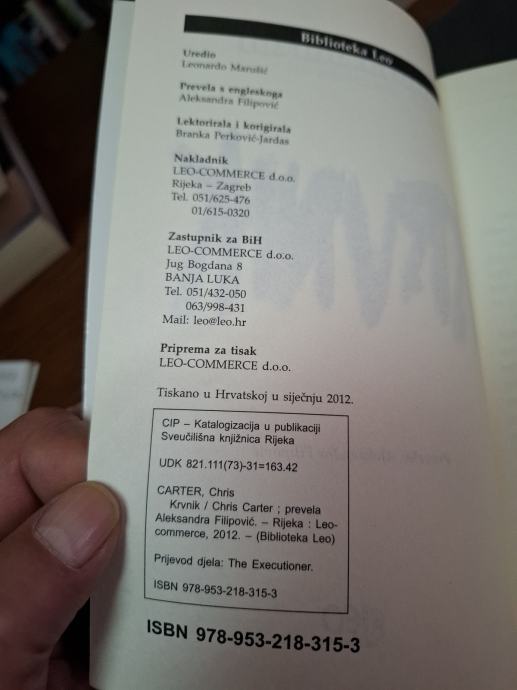 Biblioteka Leo
Uredio
Leonardo Marušić
Prevela s engleskoga
Aleksandra Filipović
Lektorirala i korigirala
Branka Perković-Jardas
Nakladnik
LEO-COMMERCE d.o.o.
Rijeka – Zagreb
Tel. 051/625-476
01/615-0320
Zastupnik za BiH
LEO-COMMERCE d.o.o.
Jug Bogdana 8
BANJA LUKA
Tel. 051/432-050
063/998-431
Mail: leo@leo.hr
Priprema za tisak
LEO-COMMERCE d.o.o.
Tiskano u Hrvatskoj u siječnju 2012.
CIP – Katalogizacija u publikaciji
Sveučilišna knjižnica Rijeka
UDK 821.111(73)-31=163.42
CARTER, Chris
Krvnik / Chris Carter ; prevela
Aleksandra Filipović. – Rijeka : Leo-
commerce, 2012. – (Biblioteka Leo)
Prijevod djela: The Executioner.
ISBN 978-953-218-315-3
ISBN 978-953-218-315-3